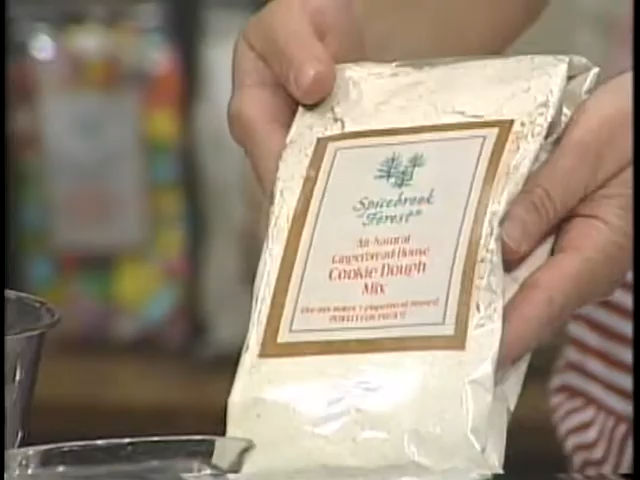 Spicebrook
Forest®
All Natural
Gingerbread House
Cookie Dough
Mix